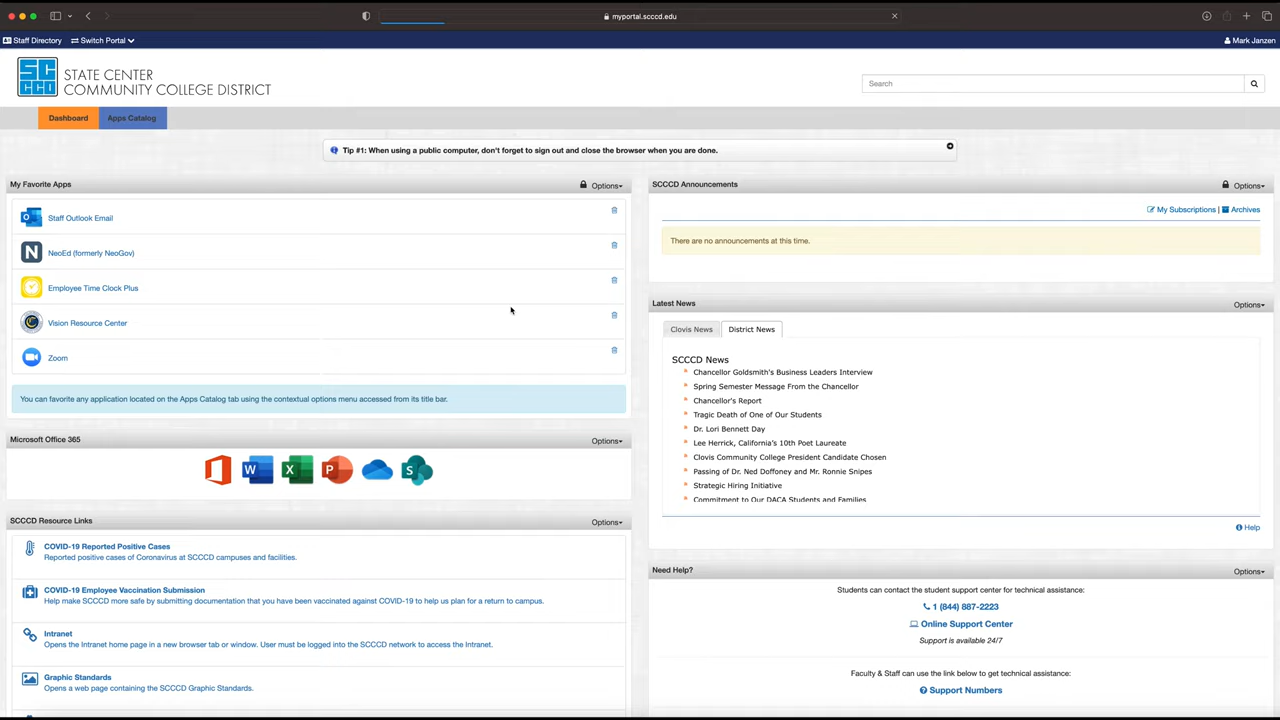 myportal.scccd.edu
Staff Directory
Switch Portal
Mark Janzen
SC
CCD
STATE CENTER
COMMUNITY COLLEGE DISTRICT
Search
Dashboard
Apps Catalog
Tip #1: When using a public computer, don't forget to sign out and close the browser when you are done.
My Favorite Apps
Options
Staff Outlook Email
NeoEd (formerly NeoGov)
Employee Time Clock Plus
Vision Resource Center
Zoom
You can favorite any application located on the Apps Catalog tab using the contextual options menu accessed from its title bar.
Microsoft Office 365
Options
SCCCD Resource Links
Options
COVID-19 Reported Positive Cases
Reported positive cases of Coronavirus at SCCCD campuses and facilities.
COVID-19 Employee Vaccination Submission
Help make SCCCD more safe by submitting documentation that you have been vaccinated against COVID-19 to help us plan for a return to campus.
Intranet
Opens the Intranet home page in a new browser tab or window. User must be logged into the SCCCD network to access the Intranet.
Graphic Standards
Opens a web page containing the SCCCD Graphic Standards.
SCCCD Announcements
Options
My Subscriptions | Archives
There are no announcements at this time.
Latest News
Options
Clovis News
District News
SCCCD News
Chancellor Goldsmith's Business Leaders Interview
Spring Semester Message From the Chancellor
Chancellor's Report
Tragic Death of One of Our Students
Dr. Lori Bennett Day
Lee Herrick, California's 10th Poet Laureate
Clovis Community College President Candidate Chosen
Passing of Dr. Ned Doffoney and Mr. Ronnie Snipes
Strategic Hiring Initiative
Commitment to Our DACA Students and Families
Help
Need Help?
Options
Students can contact the student support center for technical assistance:
1 (844) 887-2223
Online Support Center
Support is available 24/7
Faculty & Staff can use the link below to get technical assistance:
Support Numbers